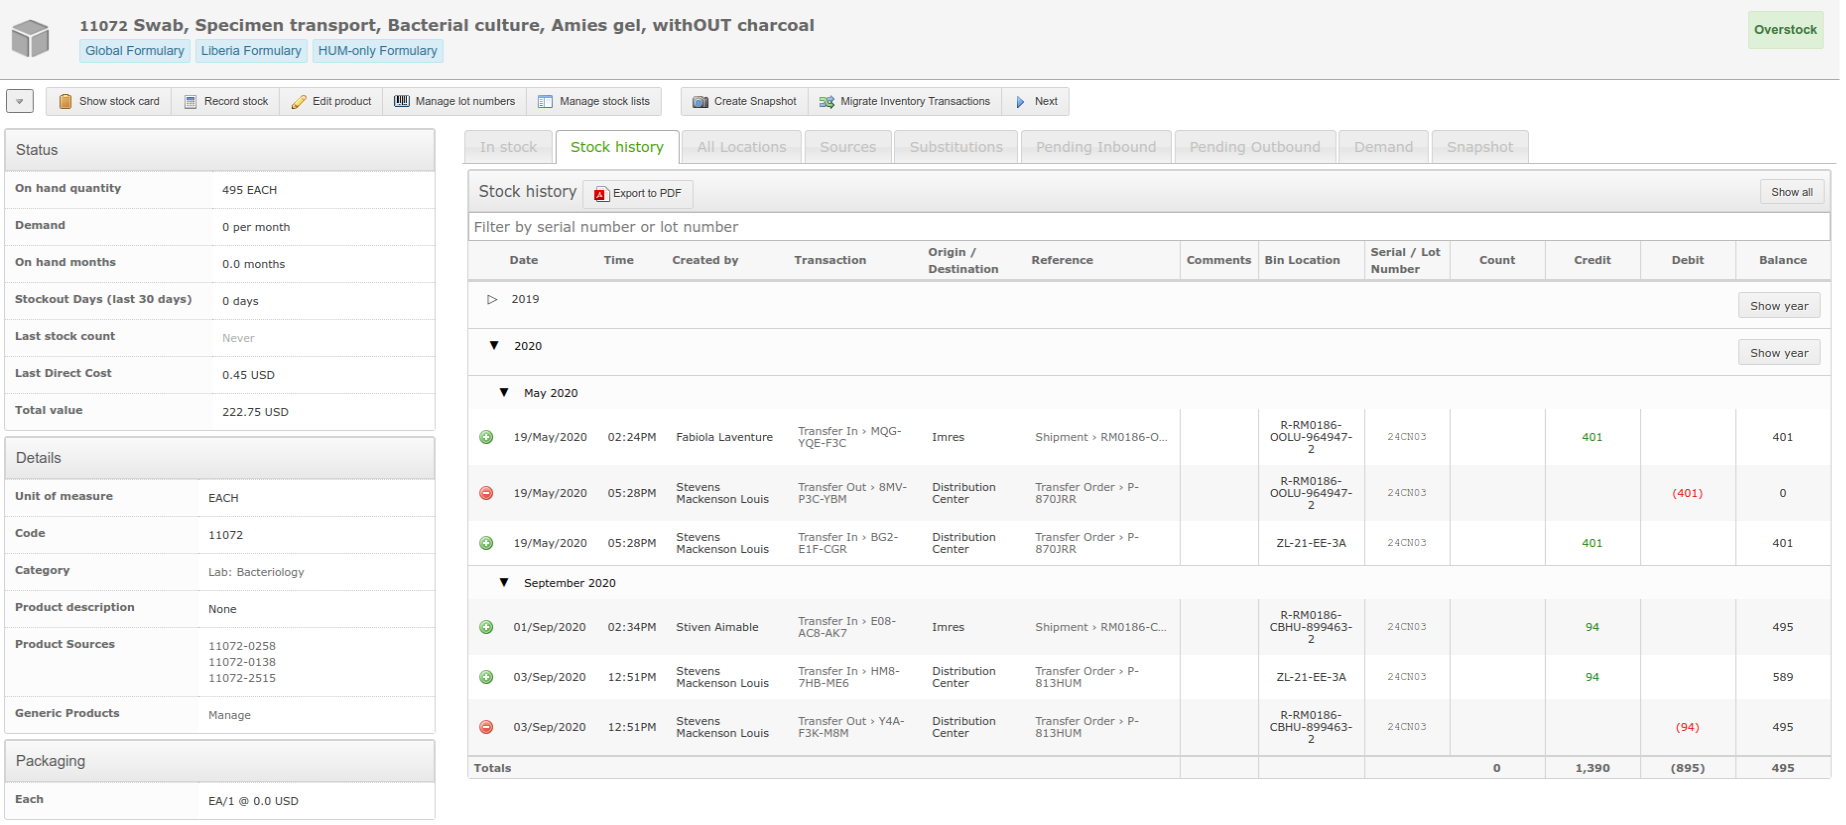 11072 Swab, Specimen transport, Bacterial culture, Amies gel, withOUT charcoal
Global Formulary Liberia Formulary HUM-only Formulary
Overstock
Show stock card Record stock Edit product Manage lot numbers Manage stock lists Create Snapshot Migrate Inventory Transactions Next
Status
On hand quantity 495 EACH
Demand 0 per month
On hand months 0.0 months
Stockout Days (last 30 days) 0 days
Last stock count Never
Last Direct Cost 0.45 USD
Total value 222.75 USD
Details
Unit of measure EACH
Code 11072
Category Lab: Bacteriology
Product description None
Product Sources 11072-0258
11072-0138
11072-2515
Generic Products Manage
Packaging
Each EA/1 @ 0.0 USD
In stock Stock history All Locations Sources Substitutions Pending Inbound Pending Outbound Demand Snapshot
Stock history Export to PDF Show all
Filter by serial number or lot number
Date Time Created by Transaction Origin / Destination Reference Comments Bin Location Serial / Lot Number Count Credit Debit Balance
2019 Show year
2020 Show year
May 2020
19/May/2020 02:24PM Fabiola Laventure Transfer In › MQG-YQE-F3C Imres Shipment › RM0186-O... R-RM0186-OOLU-964947-2 24CN03 401 401
19/May/2020 05:28PM Stevens Mackenson Louis Transfer Out › 8MV-P3C-YBM Distribution Center Transfer Order › P-870JRR R-RM0186-OOLU-964947-2 24CN03 (401) 0
19/May/2020 05:28PM Stevens Mackenson Louis Transfer In › BG2-E1F-CGR Distribution Center Transfer Order › P-870JRR ZL-21-EE-3A 24CN03 401 401
September 2020
01/Sep/2020 02:34PM Stiven Aimable Transfer In › E08-AC8-AK7 Imres Shipment › RM0186-C... R-RM0186-CBHU-899463-2 24CN03 94 495
03/Sep/2020 12:51PM Stevens Mackenson Louis Transfer In › HM8-7HB-ME6 Distribution Center Transfer Order › P-813HUM ZL-21-EE-3A 24CN03 94 589
03/Sep/2020 12:51PM Stevens Mackenson Louis Transfer Out › Y4A-F3K-M8M Distribution Center Transfer Order › P-813HUM R-RM0186-CBHU-899463-2 24CN03 (94) 495
Totals 0 1,390 (895) 495